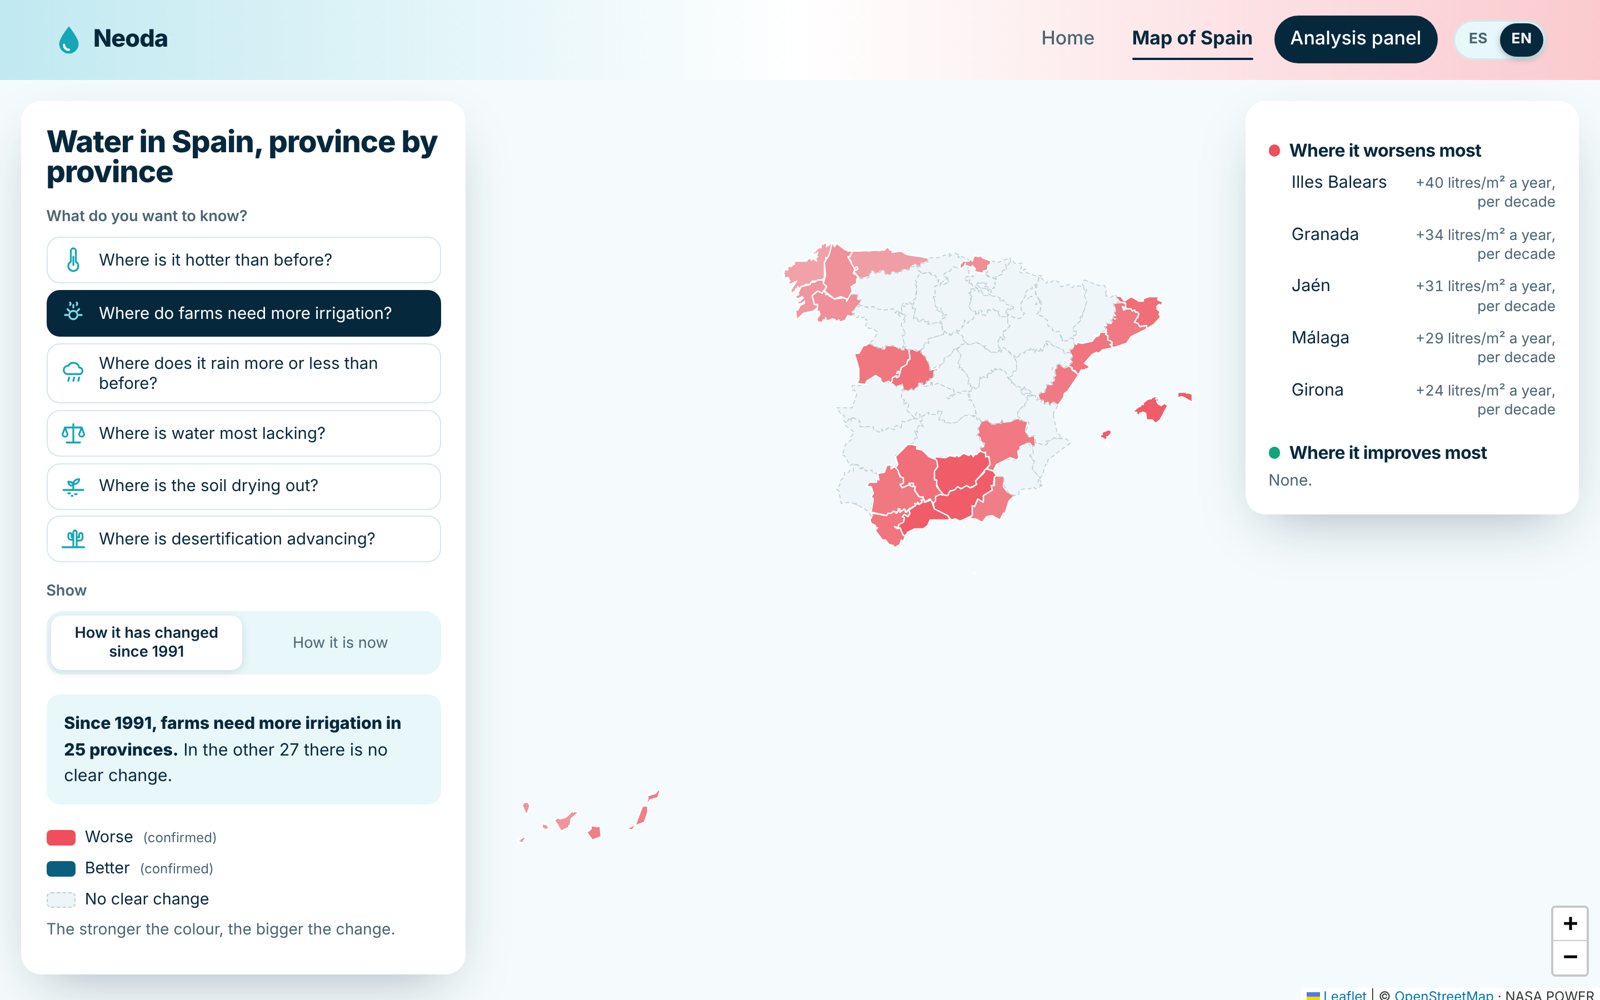 Neoda
Home
Map of Spain
Analysis panel
ES
EN
Water in Spain, province by
province
What do you want to know?
Where is it hotter than before?
Where do farms need more irrigation?
Where does it rain more or less than
before?
Where is water most lacking?
Where is the soil drying out?
Where is desertification advancing?
Show
How it has changed
since 1991
How it is now
Since 1991, farms need more irrigation in
25 provinces. In the other 27 there is no
clear change.
Worse (confirmed)
Better (confirmed)
No clear change
The stronger the colour, the bigger the change.
Where it worsens most
Illes Balears +40 litres/m² a year,
per decade
Granada +34 litres/m² a year,
per decade
Jaén +31 litres/m² a year,
per decade
Málaga +29 litres/m² a year,
per decade
Girona +24 litres/m² a year,
per decade
Where it improves most
None.
+
−
Leaflet | © OpenStreetMap · NASA POWER